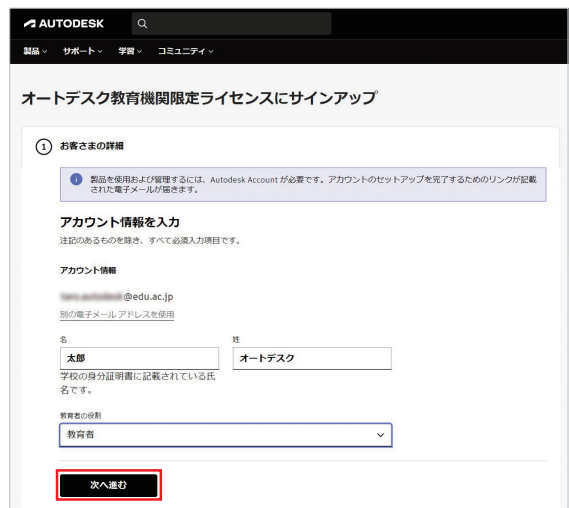 AUTODESK
製品 サポート 学習 コミュニティ
オートデスク教育機関限定ライセンスにサインアップ
1 お客さまの詳細
製品を使用および管理するには、Autodesk Account が必要です。アカウントのセットアップを完了するためのリンクが記載
された電子メールが届きます。
アカウント情報を入力
注記のあるものを除き、すべて必須入力項目です。
アカウント情報
@edu.ac.jp
別の電子メール アドレスを使用
名 姓
太郎 オートデスク
学校の身分証明書に記載されている氏
名です。
教育者の役割
教育者
次へ進む